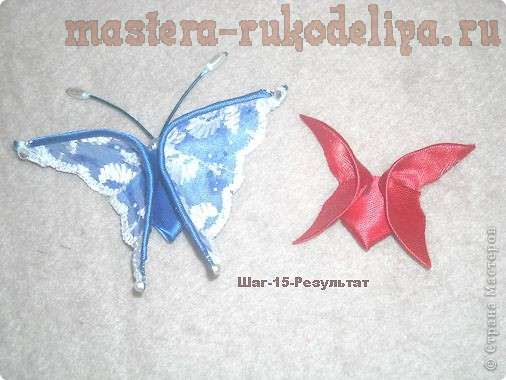 mastera-rukodeliya.ru
Шаг-15-Результат
© Страна Мастеров